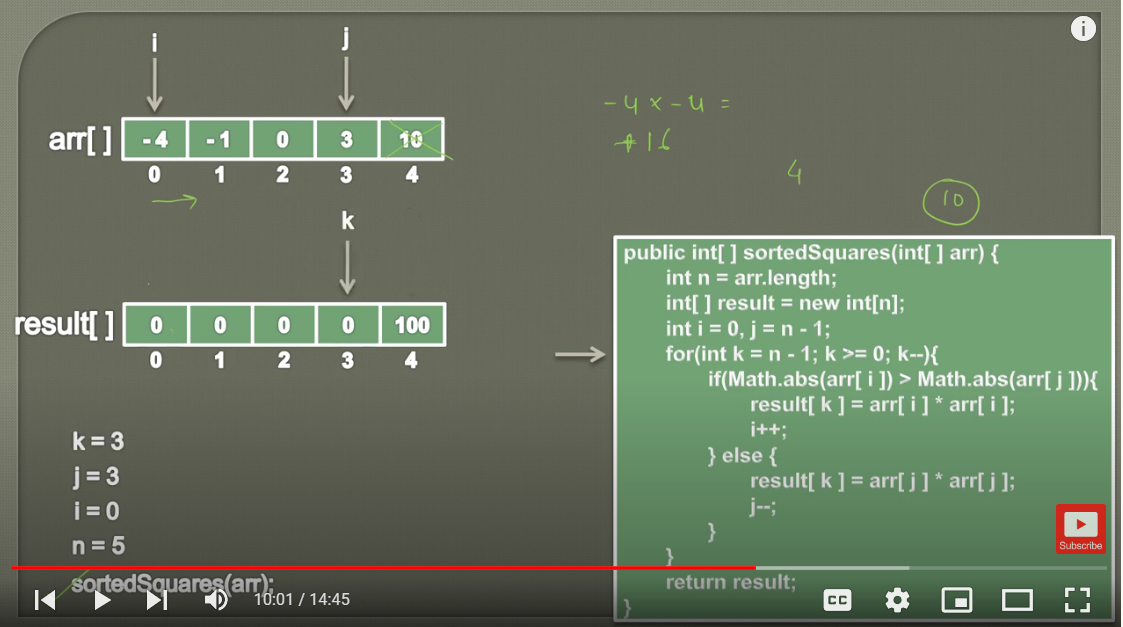 i j
arr[ ] -4 -1 0 3 10
0 1 2 3 4
-4 x -4 =
+16
4
10
k
result[ ] 0 0 0 0 100
0 1 2 3 4
k = 3
j = 3
i = 0
n = 5
sortedSquares(arr);
public int[ ] sortedSquares(int[ ] arr) {
int n = arr.length;
int[ ] result = new int[n];
int i = 0, j = n - 1;
for(int k = n - 1; k >= 0; k--){
if(Math.abs(arr[ i ]) > Math.abs(arr[ j ])){
result[ k ] = arr[ i ] * arr[ i ];
i++;
} else {
result[ k ] = arr[ j ] * arr[ j ];
j--;
}
}
return result;
}
Subscribe
10:01 / 14:45
CC